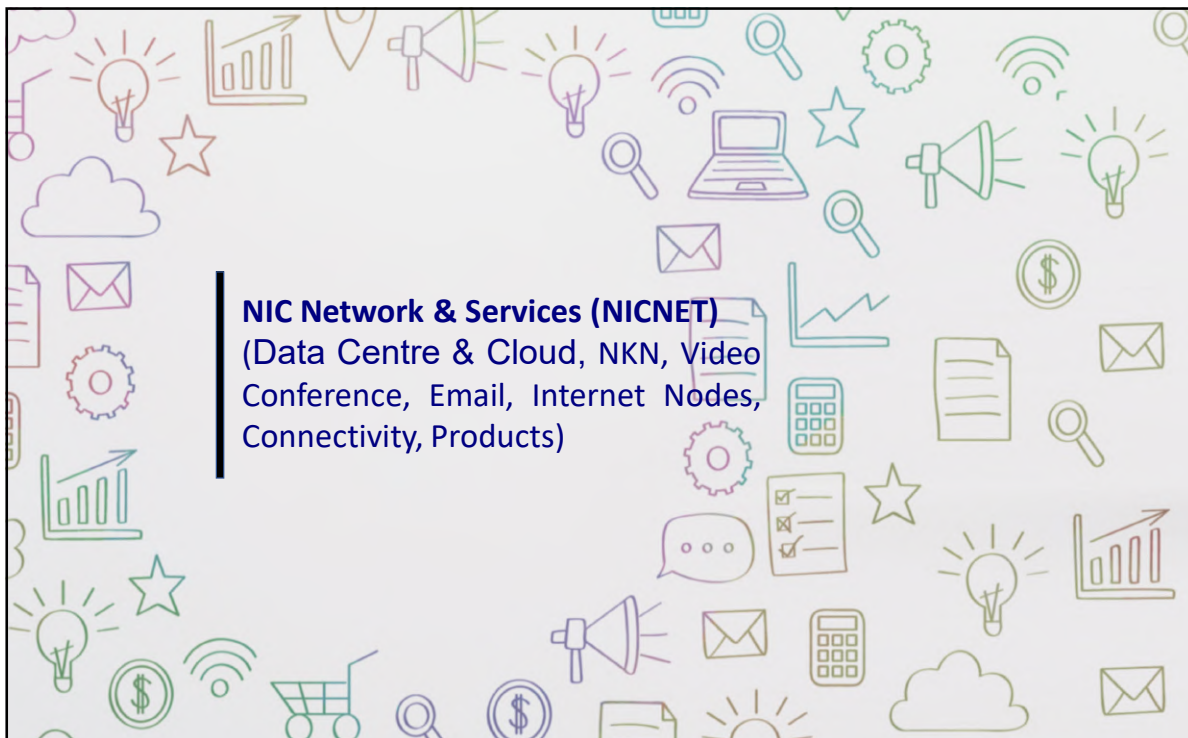 NIC Network & Services (NICNET)
(Data Centre & Cloud, NKN, Video
Conference, Email, Internet Nodes,
Connectivity, Products)